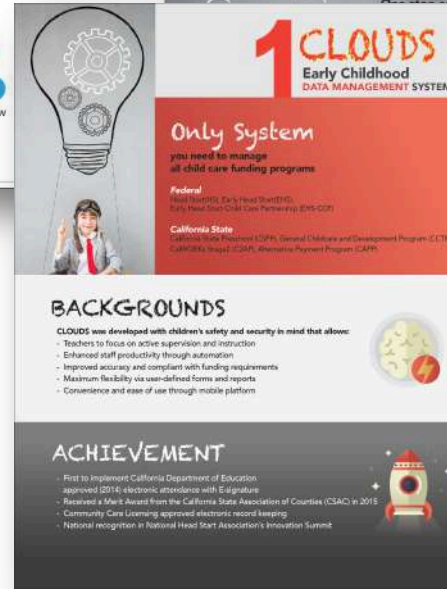 1 CLOUDS
Early Childhood
DATA MANAGEMENT SYSTEM
Only System
you need to manage
all child care funding programs
Federal
Head Start(HS), Early Head Start(EHS),
Early Head Start-Child Care Partnership (EHS-CCP)
California State
California State Preschool (CSPP), General Childcare and Development Program (CCTR)
CalWORKs Stage2 (C2AP), Alternative Payment Program (CAPP)
BACKGROUNDS
CLOUDS was developed with children's safety and security in mind that allows:
- Teachers to focus on active supervision and instruction
- Enhanced staff productivity through automation
- Improved accuracy and compliant with funding requirements
- Maximum flexibility via user-defined forms and reports
- Convenience and ease of use through mobile platform
ACHIEVEMENT
- First to implement California Department of Education
approved (2014) electronic attendance with E-signature
- Received a Merit Award from the California State Association of Counties (CSAC) in 2015
- Community Care Licensing approved electronic record keeping
- National recognition in National Head Start Association's Innovation Summit